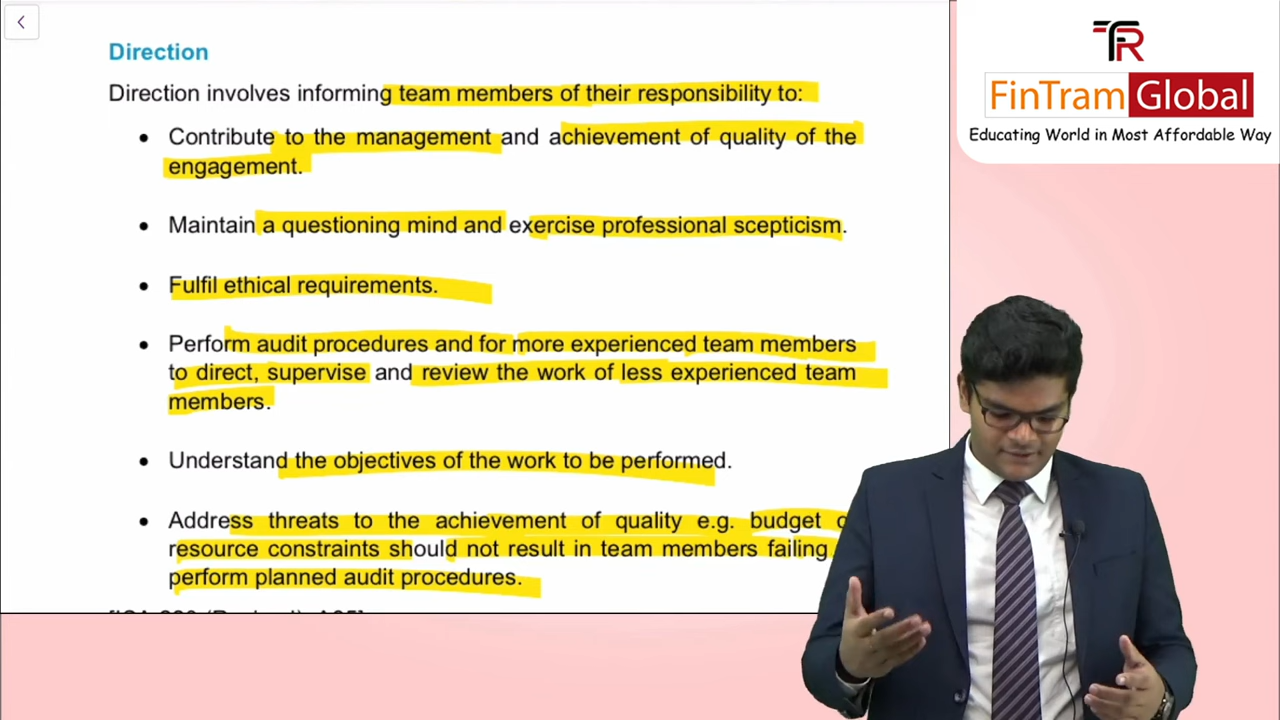 Direction
Direction involves informing team members of their responsibility to:
• Contribute to the management and achievement of quality of the
engagement.
• Maintain a questioning mind and exercise professional scepticism.
• Fulfil ethical requirements.
• Perform audit procedures and for more experienced team members
to direct, supervise and review the work of less experienced team
members.
• Understand the objectives of the work to be performed.
• Address threats to the achievement of quality e.g. budget
resource constraints should not result in team members failing
perform planned audit procedures.
TR
FinTram Global
Educating World in Most Affordable Way